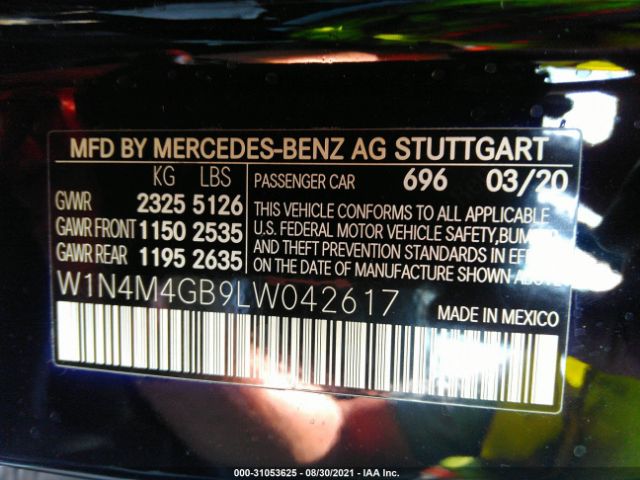 MFD BY MERCEDES-BENZ AG STUTTGART
KG LBS
GVWR 2325 5126
GAWR FRONT 1150 2535
GAWR REAR 1195 2635
PASSENGER CAR 696 03/20
THIS VEHICLE CONFORMS TO ALL APPLICABLE
U.S. FEDERAL MOTOR VEHICLE SAFETY,
AND THEFT PREVENTION STANDARDS IN
ON THE DATE OF MANUFACTURE SHOWN
W1N4M4GB9LW042617
MADE IN MEXICO
000-31053625 - 08/30/2021 - IAA Inc.